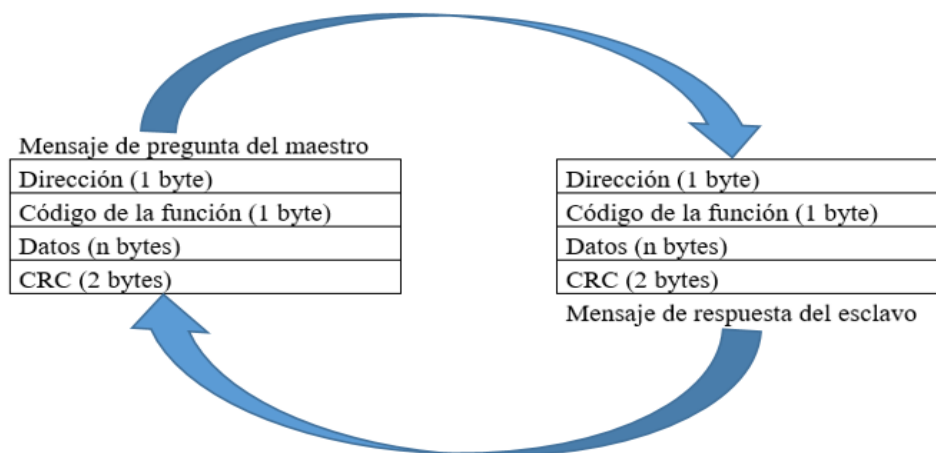 Mensaje de pregunta del maestro
Dirección (1 byte)
Código de la función (1 byte)
Datos (n bytes)
CRC (2 bytes)
Dirección (1 byte)
Código de la función (1 byte)
Datos (n bytes)
CRC (2 bytes)
Mensaje de respuesta del esclavo